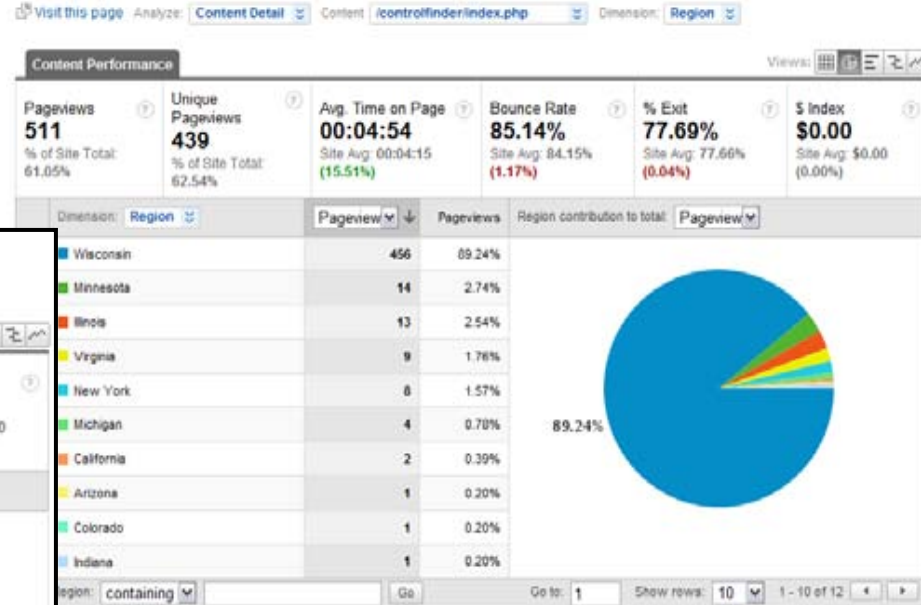 Visit this page Analyze: Content Detail Content /controlfinder/index.php Dimension: Region
Content Performance
Views:
Pageviews
511
% of Site Total:
61.05%
Unique
Pageviews
439
% of Site Total:
62.54%
Avg. Time on Page
00:04:54
Site Avg: 00:04:15
(15.51%)
Bounce Rate
85.14%
Site Avg: 84.15%
(1.17%)
% Exit
77.69%
Site Avg: 77.66%
(0.04%)
$ Index
$0.00
Site Avg: $0.00
(0.00%)
Dimension: Region Pageview Pageviews Region contribution to total: Pageview
Wisconsin 456 89.24%
Minnesota 14 2.74%
Illinois 13 2.54%
Virginia 9 1.76%
New York 8 1.57%
Michigan 4 0.78%
California 2 0.39%
Arizona 1 0.20%
Colorado 1 0.20%
Indiana 1 0.20%
89.24%
egion: containing Go Go to: 1 Show rows: 10 1 - 10 of 12